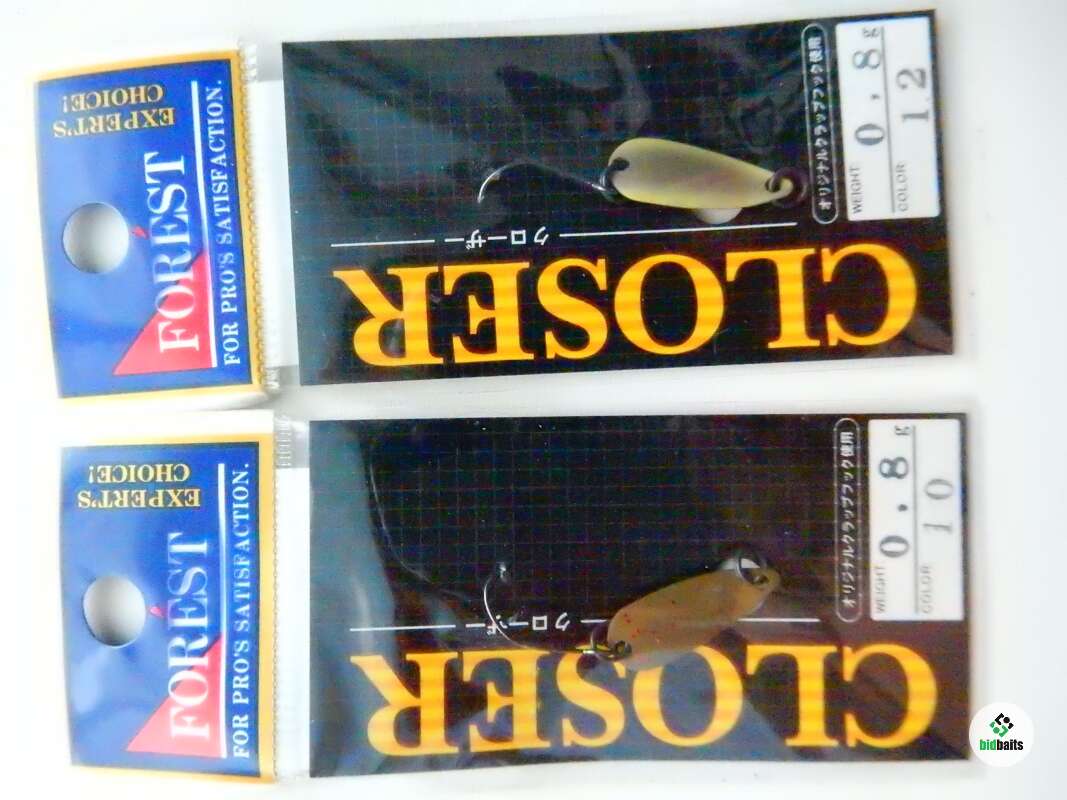 EXPERT'S
CHOICE!
FOREST
FOR PRO'S SATISFACTION.
CLOSER
クローザー
オリジナルクラップフック使用
WEIGHT
0.8g
COLOR
12
EXPERT'S
CHOICE!
FOREST
FOR PRO'S SATISFACTION.
CLOSER
クローザー
オリジナルクラップフック使用
WEIGHT
0.8g
COLOR
10
bidbaits